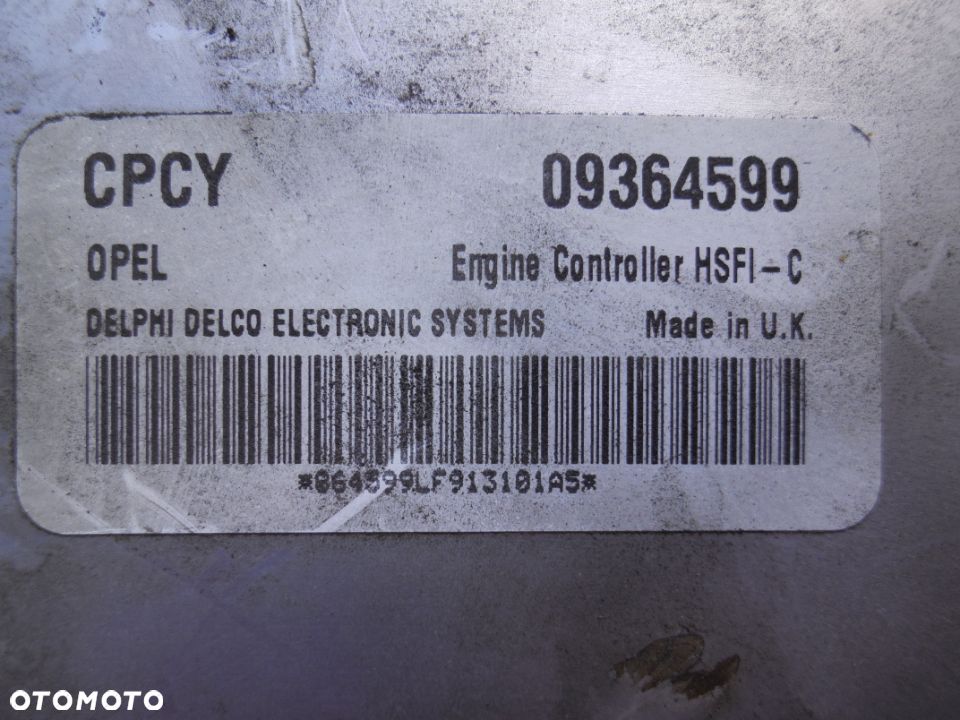 CPCY 09364599
OPEL Engine Controller HSFI-C
DELPHI DELCO ELECTRONIC SYSTEMS Made in U.K.
*864599LF913101A5*
OTOMOTO